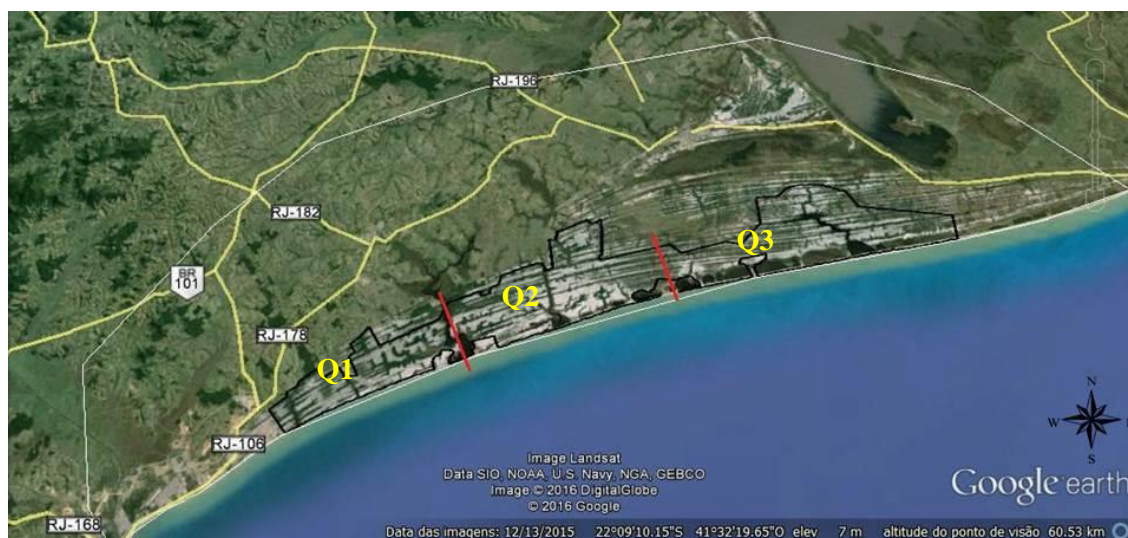 RJ-196
RJ-182
BR
101
RJ-178
RJ-106
RJ-168
Q1
Q2
Q3
N
W
S
Image Landsat
Data SIO, NOAA, U.S. Navy, NGA, GEBCO
Image © 2016 DigitalGlobe
© 2016 Google
Google earth
Data das imagens: 12/13/2015 22°09'10.15"S 41°32'19.65"O elev 7 m altitude do ponto de visão 60.53 km